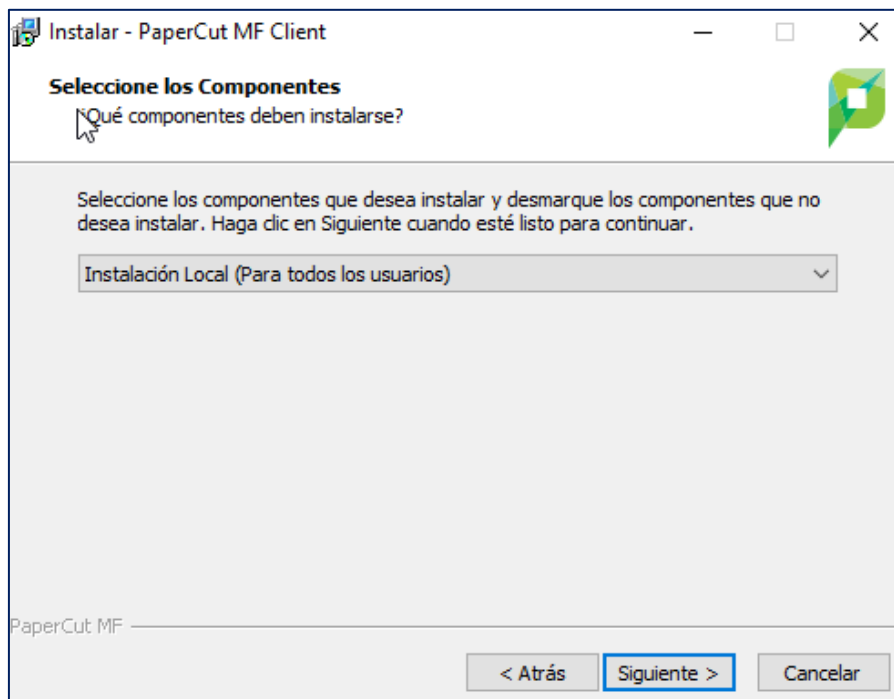 Instalar - PaperCut MF Client
Seleccione los Componentes
¿Qué componentes deben instalarse?
Seleccione los componentes que desea instalar y desmarque los componentes que no
desea instalar. Haga clic en Siguiente cuando esté listo para continuar.
Instalación Local (Para todos los usuarios)
PaperCut MF
< Atrás
Siguiente >
Cancelar